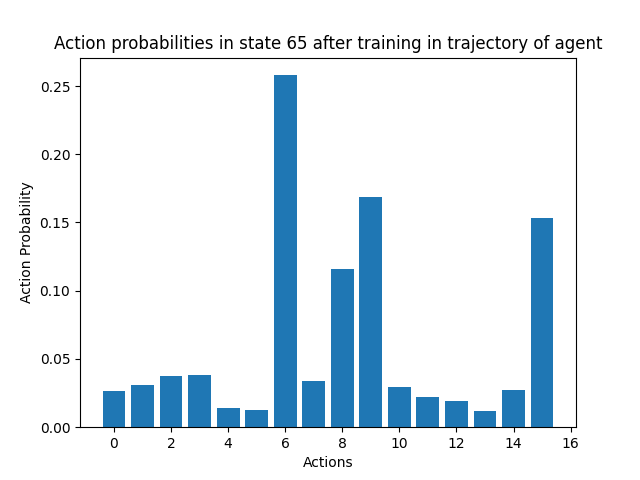 Action probabilities in state 65 after training in trajectory of agent
0.25
0.20
0.15
0.10
0.05
0.00
Action Probability
0 2 4 6 8 10 12 14 16
Actions